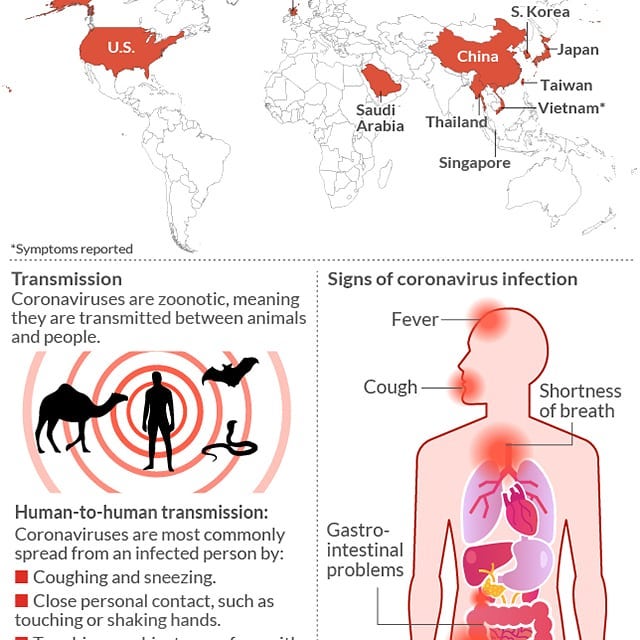 S. Korea
U.S.
China
Japan
Taiwan
Saudi
Arabia
Vietnam*
Thailand
Singapore
*Symptoms reported
Transmission
Coronaviruses are zoonotic, meaning
they are transmitted between animals
and people.
Human-to-human transmission:
Coronaviruses are most commonly
spread from an infected person by:
Coughing and sneezing.
Close personal contact, such as
touching or shaking hands.
Signs of coronavirus infection
Fever
Cough
Shortness
of breath
Gastro-
intestinal
problems